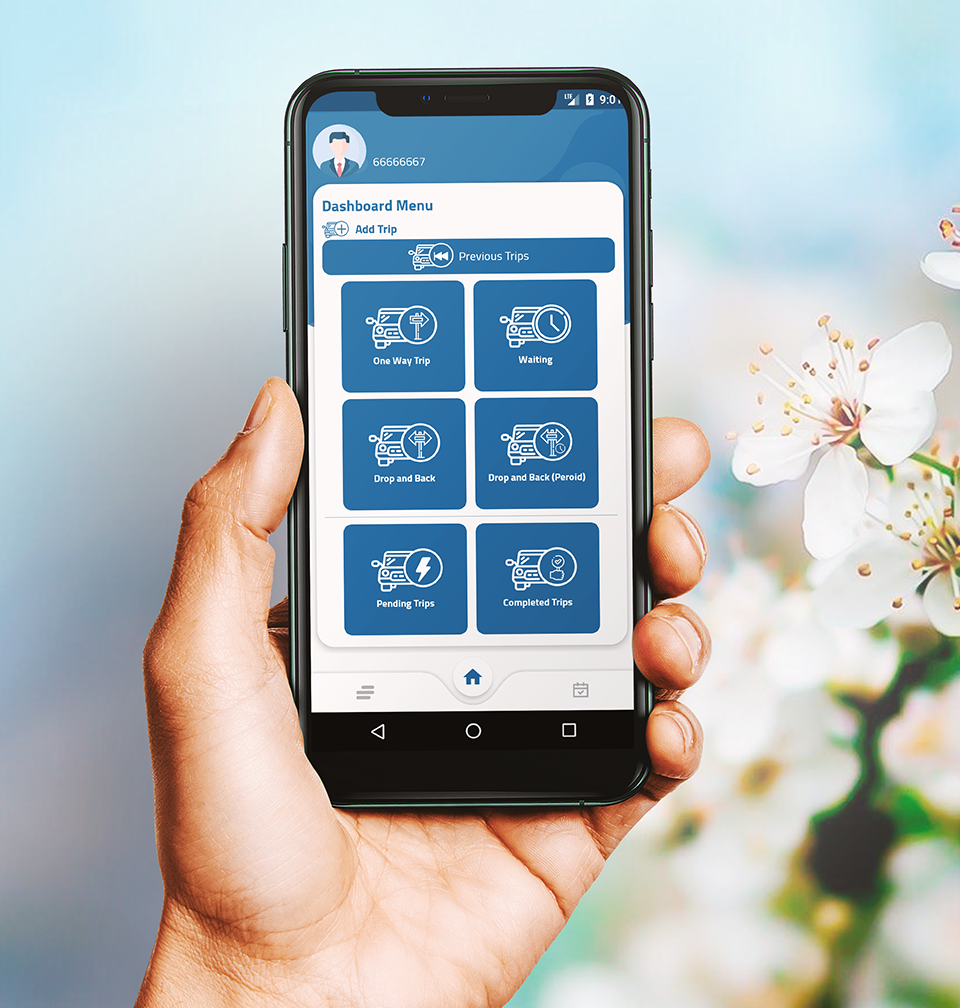 LTE 9:01
66666667
Dashboard Menu
Add Trip
Previous Trips
One Way Trip
Waiting
Drop and Back
Drop and Back (Peroid)
Pending Trips
Completed Trips